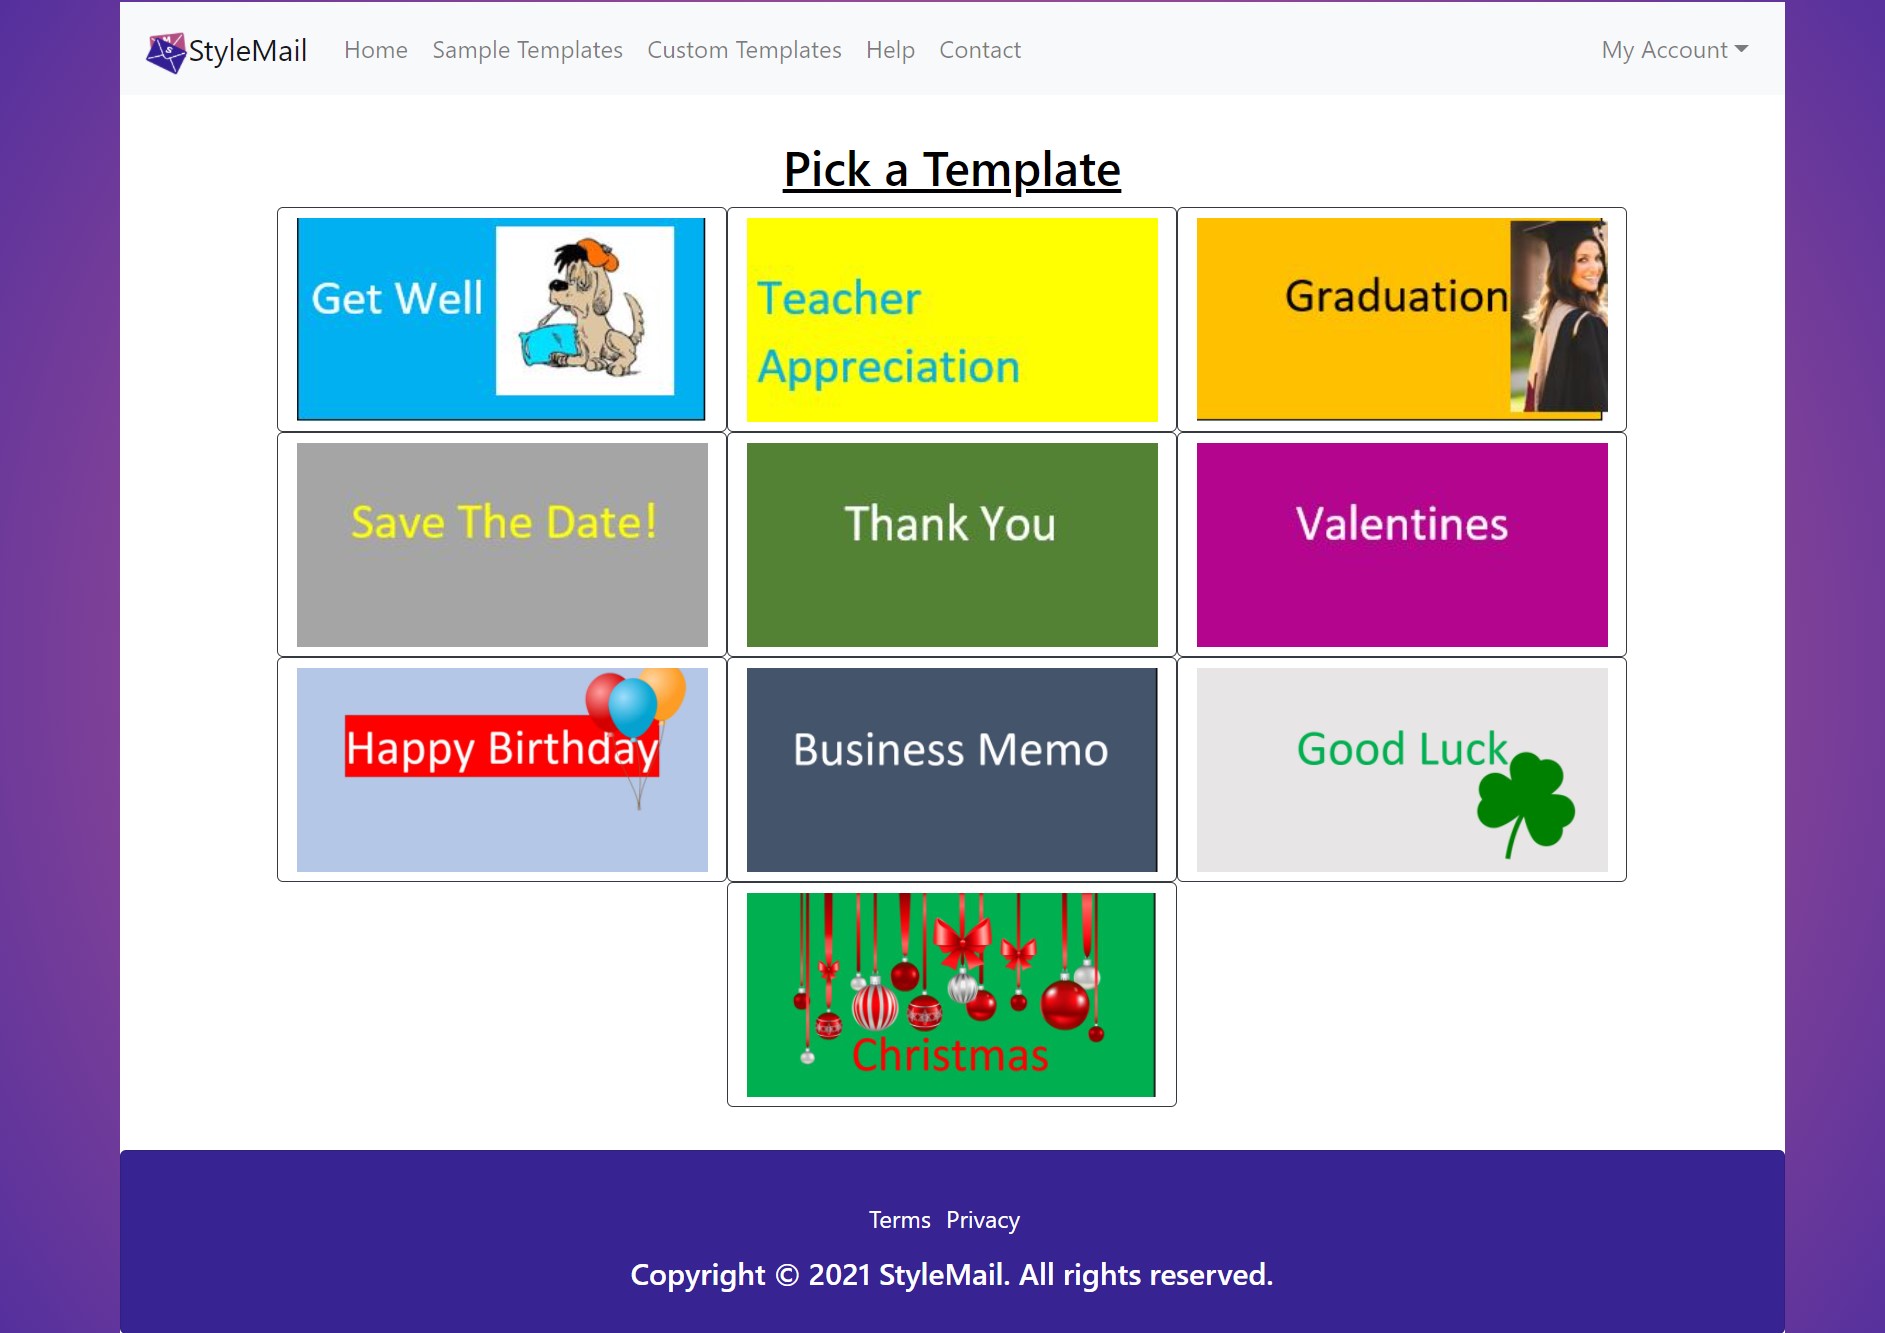 StyleMail Home Sample Templates Custom Templates Help Contact My Account
Pick a Template
Get Well
Teacher
Appreciation
Graduation
Save The Date!
Thank You
Valentines
Happy Birthday
Business Memo
Good Luck
Christmas
Terms Privacy
Copyright © 2021 StyleMail. All rights reserved.